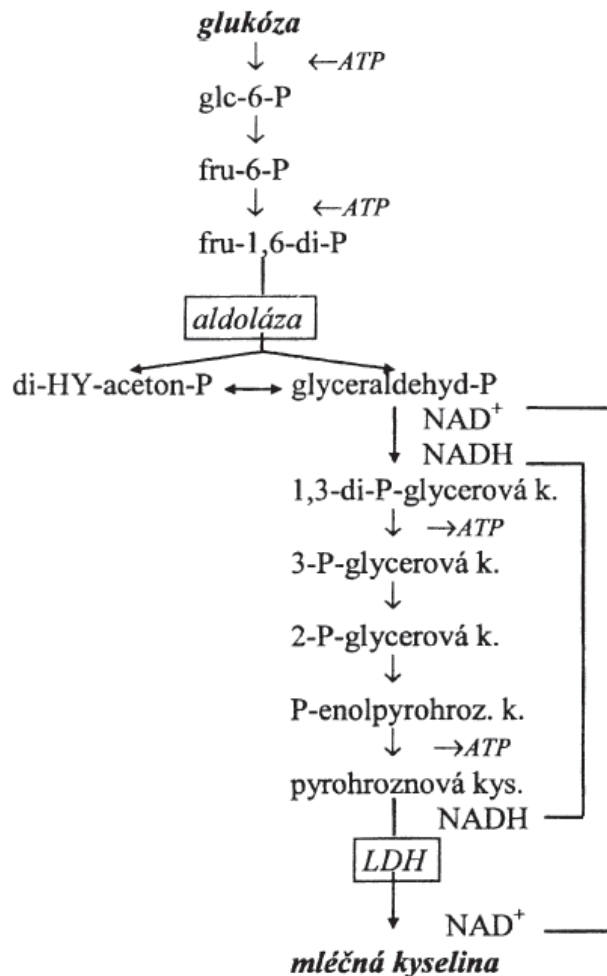 glukóza
↓ ←ATP
glc-6-P
↓
fru-6-P
↓ ←ATP
fru-1,6-di-P
aldoláza
di-HY-aceton-P ↔ glyceraldehyd-P
NAD⁺
NADH
1,3-di-P-glycerová k.
↓ →ATP
3-P-glycerová k.
↓
2-P-glycerová k.
↓
P-enolpyrohroz. k.
↓ →ATP
pyrohroznová kys.
NADH
LDH
NAD⁺
mléčná kyselina